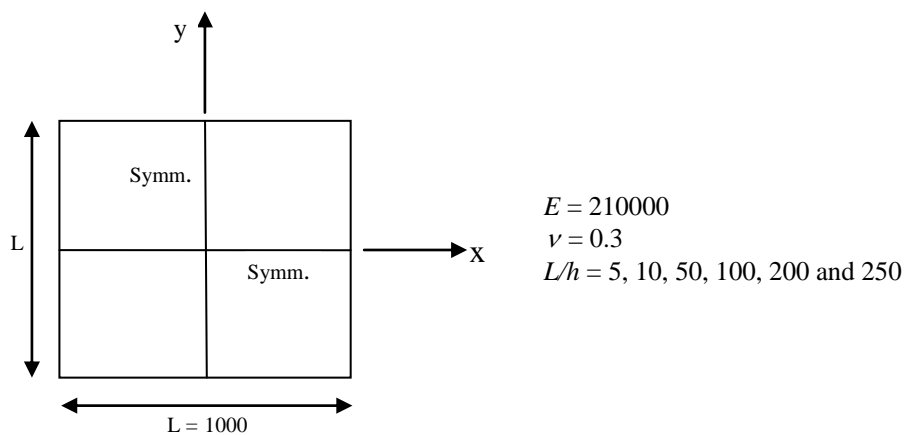 y
Symm.
L
x
Symm.
L = 1000
E = 210000
ν = 0.3
L/h = 5, 10, 50, 100, 200 and 250